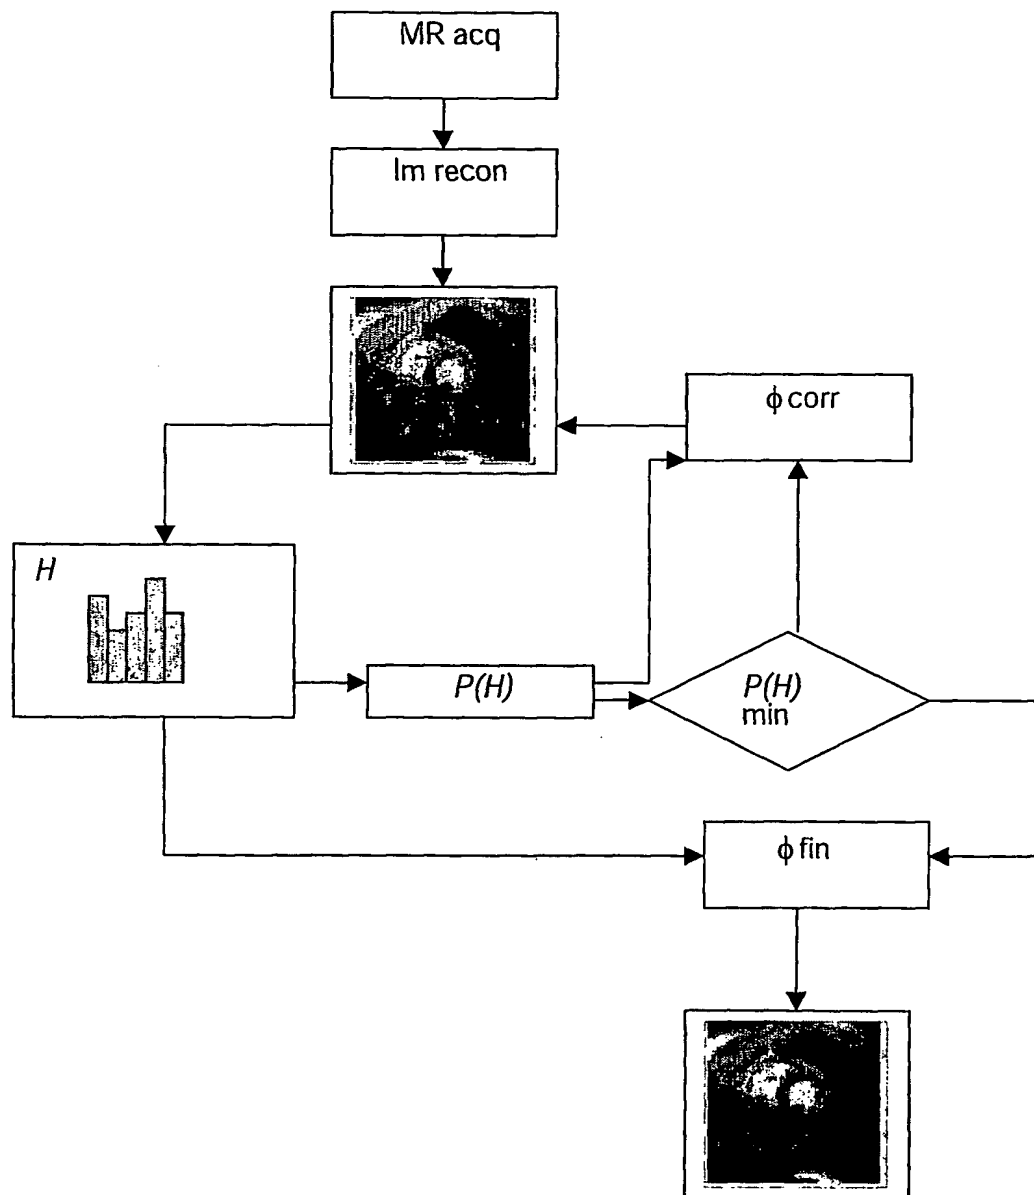 MR acq
Im recon
ϕ corr
H
P(H)
P(H)
min
ϕ fin